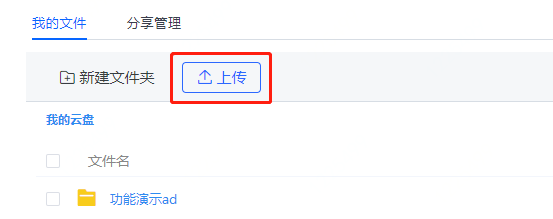 我的文件 分享管理
新建文件夹 上传
我的云盘
文件名
功能演示ad